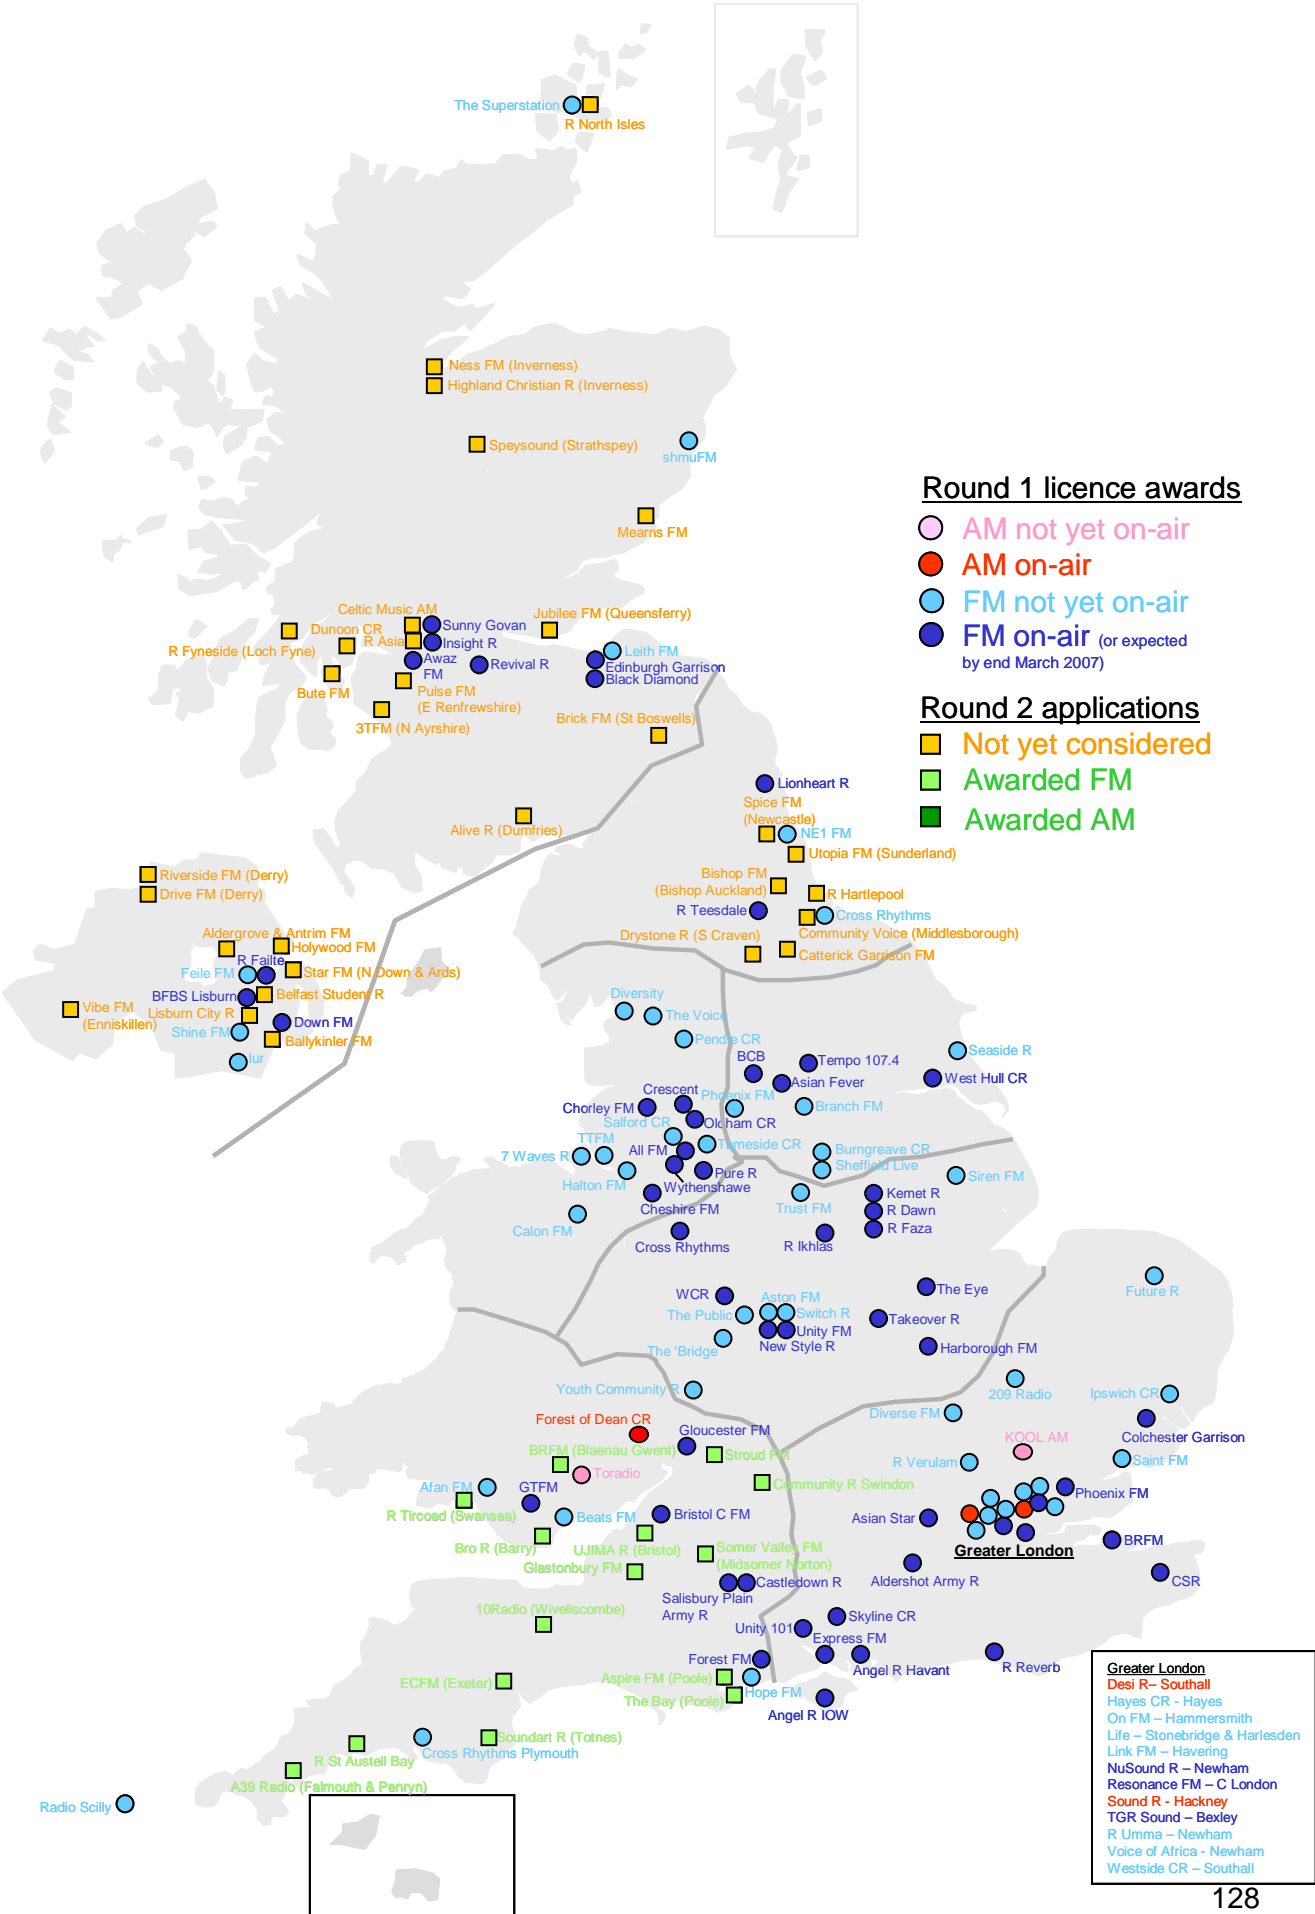 The Superstation
R North Isles
Ness FM (Inverness)
Highland Christian R (Inverness)
Speysound (Strathspey)
shmuFM
Mearns FM
Round 1 licence awards
AM not yet on-air
AM on-air
FM not yet on-air
FM on-air (or expected
by end March 2007)
Round 2 applications
Not yet considered
Awarded FM
Awarded AM
Celtic Music AM
Sunny Govan
Jubilee FM (Queensferry)
Dunoon CR
R Asia
Insight R
R Fyneside (Loch Fyne)
Leith FM
Awaz
FM
Revival R
Edinburgh Garrison
Black Diamond
Bute FM
Pulse FM
(E Renfrewshire)
3TFM (N Ayrshire)
Brick FM (St Boswells)
Lionheart R
Spice FM
(Newcastle)
NE1 FM
Alive R (Dumfries)
Utopia FM (Sunderland)
Riverside FM (Derry)
Drive FM (Derry)
Bishop FM
(Bishop Auckland)
R Hartlepool
R Teesdale
Cross Rhythms
Community Voice (Middlesborough)
Drystone R (S Craven)
Catterick Garrison FM
Aldergrove & Antrim FM
Holywood FM
R Failte
Feile FM
Star FM (N Down & Ards)
BFBS Lisburn
Belfast Student R
Vibe FM
(Enniskillen)
Lisburn City R
Down FM
Shine FM
Ballykinler FM
Iur
Diversity
The Voice
Pendle CR
BCB
Tempo 107.4
Asian Fever
Seaside R
West Hull CR
Crescent
Phoenix FM
Chorley FM
Branch FM
Oldham CR
Salford CR
TTFM
Tameside CR
7 Waves R
All FM
Burngreave CR
Sheffield Live
Pure R
Halton FM
Wythenshawe
Siren FM
Cheshire FM
Trust FM
Kemet R
R Dawn
R Faza
Calon FM
Cross Rhythms
R Ikhlas
The Eye
Future R
WCR
Aston FM
The Public
Switch R
Takeover R
Unity FM
New Style R
The 'Bridge
Harborough FM
Youth Community R
209 Radio
Ipswich CR
Diverse FM
Forest of Dean CR
Gloucester FM
KOOL AM
Colchester Garrison
BRFM (Blaenau Gwent)
Stroud FM
R Verulam
Saint FM
Toradio
Community R Swindon
Afan FM
GTFM
Phoenix FM
R Tircoed (Swansea)
Beats FM
Bristol C FM
Asian Star
BRFM
Bro R (Barry)
UJIMA R (Bristol)
Somer Valley FM
(Midsomer Norton)
Greater London
Glastonbury FM
Castledown R
Aldershot Army R
CSR
Salisbury Plain
Army R
10Radio (Wiveliscombe)
Skyline CR
Unity 101
Express FM
Forest FM
Angel R Havant
R Reverb
ECFM (Exeter)
Aspire FM (Poole)
Hope FM
The Bay (Poole)
Angel R IOW
Soundart R (Totnes)
Cross Rhythms Plymouth
R St Austell Bay
A39 Radio (Falmouth & Penryn)
Radio Scilly
Greater London
Desi R– Southall
Hayes CR - Hayes
On FM – Hammersmith
Life – Stonebridge & Harlesden
Link FM – Havering
NuSound R – Newham
Resonance FM – C London
Sound R - Hackney
TGR Sound – Bexley
R Umma – Newham
Voice of Africa - Newham
Westside CR – Southall
128